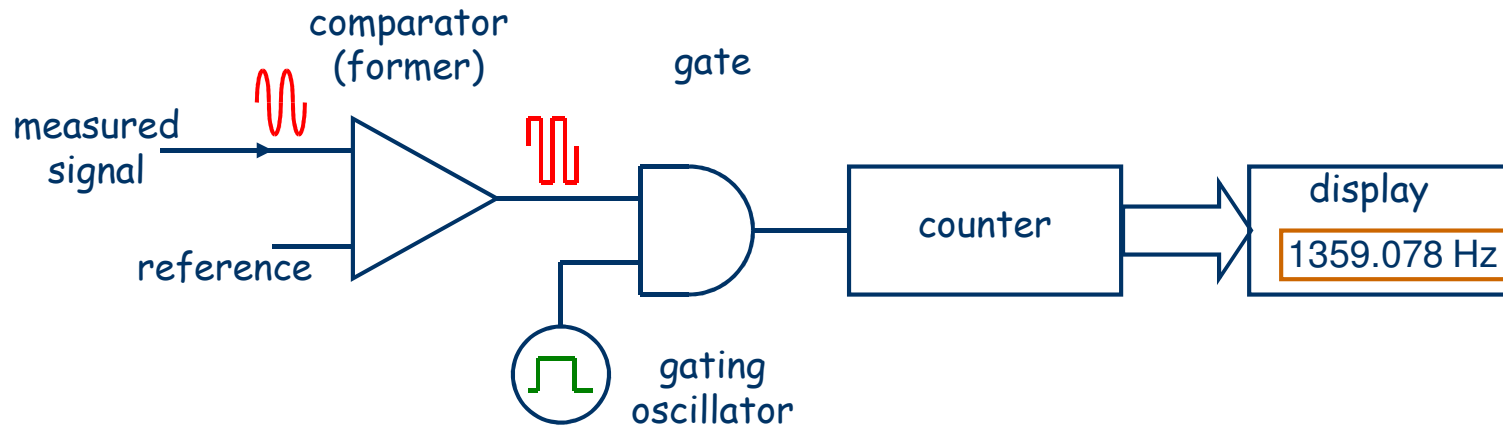 comparator
(former)
gate
measured
signal
reference
counter
display
1359.078 Hz
gating
oscillator